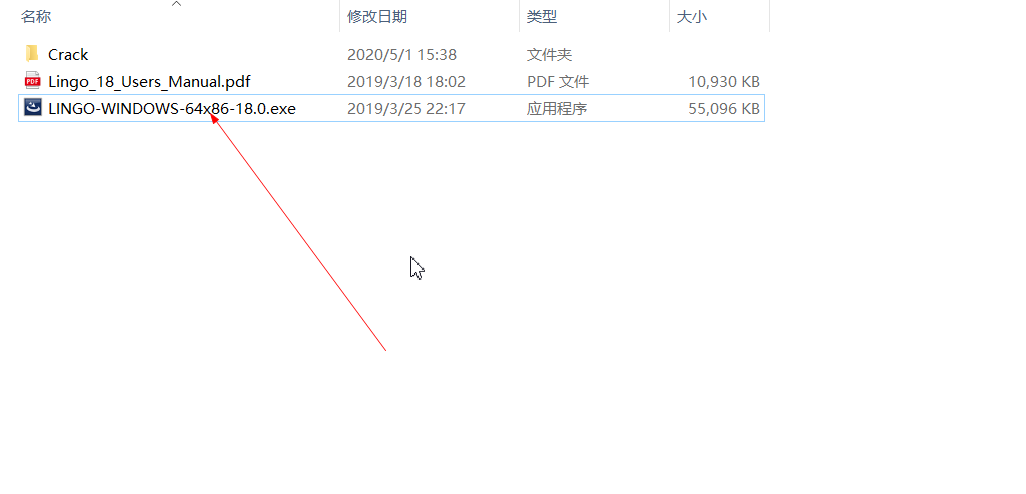 名称 修改日期 类型 大小
Crack 2020/5/1 15:38 文件夹
Lingo_18_Users_Manual.pdf 2019/3/18 18:02 PDF 文件 10,930 KB
LINGO-WINDOWS-64x86-18.0.exe 2019/3/25 22:17 应用程序 55,096 KB